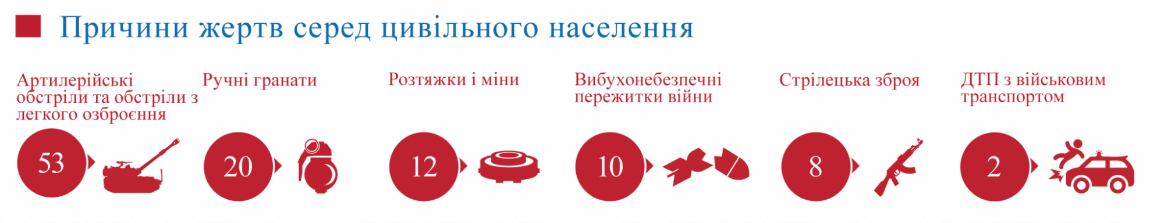 Причини жертв серед цивільного населення
Артилерійські
обстріли та обстріли з
легкого озброєння
53
Ручні гранати
20
Розтяжки і міни
12
Вибухонебезпечні
пережитки війни
10
Стрілецька зброя
8
ДТП з військовим
транспортом
2